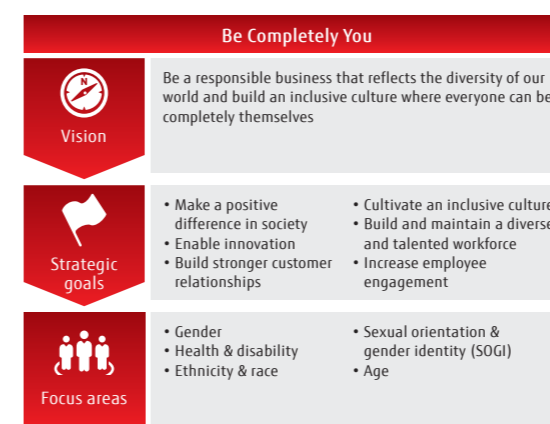 Be Completely You
N
Vision
Be a responsible business that reflects the diversity of our
world and build an inclusive culture where everyone can be
completely themselves
Strategic
goals
• Make a positive
difference in society
• Enable innovation
• Build stronger customer
relationships
• Cultivate an inclusive culture
• Build and maintain a diverse
and talented workforce
• Increase employee
engagement
Focus areas
• Gender
• Health & disability
• Ethnicity & race
• Sexual orientation &
gender identity (SOGI)
• Age